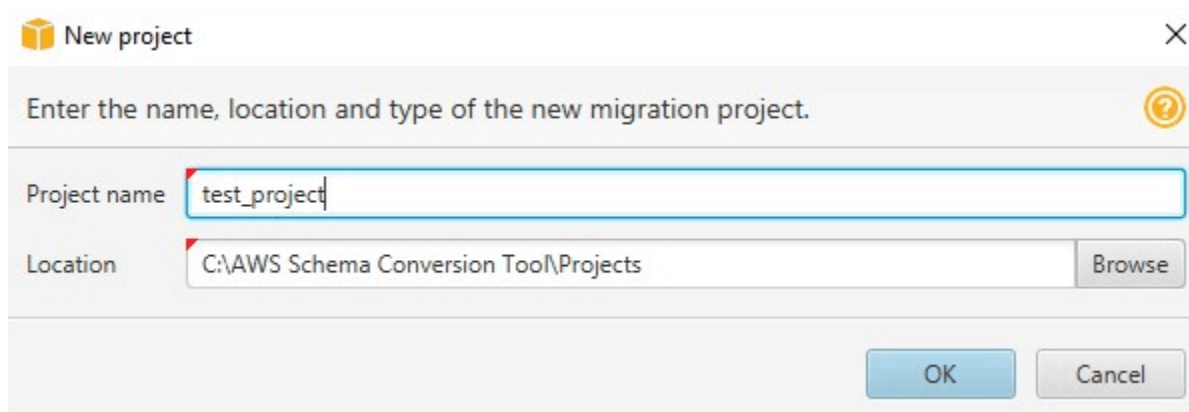 New project
Enter the name, location and type of the new migration project.
Project name test_project
Location C:\AWS Schema Conversion Tool\Projects Browse
OK Cancel